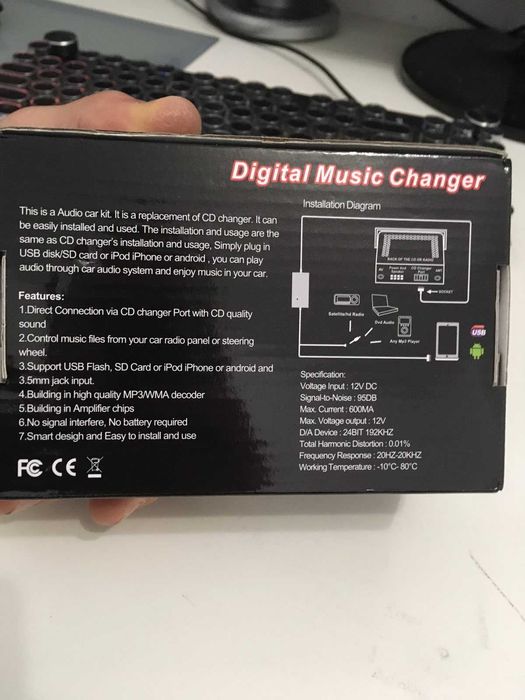 Digital Music Changer
This is a Audio car kit. It is a replacement of CD changer. It can
be easily installed and used. The installation and usage are the
same as CD changer's installation and usage, Simply plug in
USB disk/SD card or iPod iPhone or android , you can play
audio through car audio system and enjoy music in your car.
Features:
1.Direct Connection via CD changer Port with CD quality
sound
2.Control music files from your car radio panel or steering
wheel.
3.Support USB Flash, SD Card or iPod iPhone or android and
3.5mm jack input.
4.Building in high quality MP3/WMA decoder
5.Building in Amplifier chips
6.No signal interfere, No battery required
7.Smart desigh and Easy to install and use
FC CE
Installation Diagram
BACK OF THE CD OR RADIO
Power And
Speaker
CD Changer
Port
ANT
SOCKET
Satellitschd Radio
Dvd Audio
Any Mp3 Player
USB
Specification:
Voltage Input : 12V DC
Signal-to-Noise : 95DB
Max. Current : 600MA
Max. Voltage output : 12V
D/A Device : 24BIT 192KHZ
Total Harmonic Distortion : 0.01%
Frequency Response : 20HZ-20KHZ
Working Temperature : -10°C- 80°C